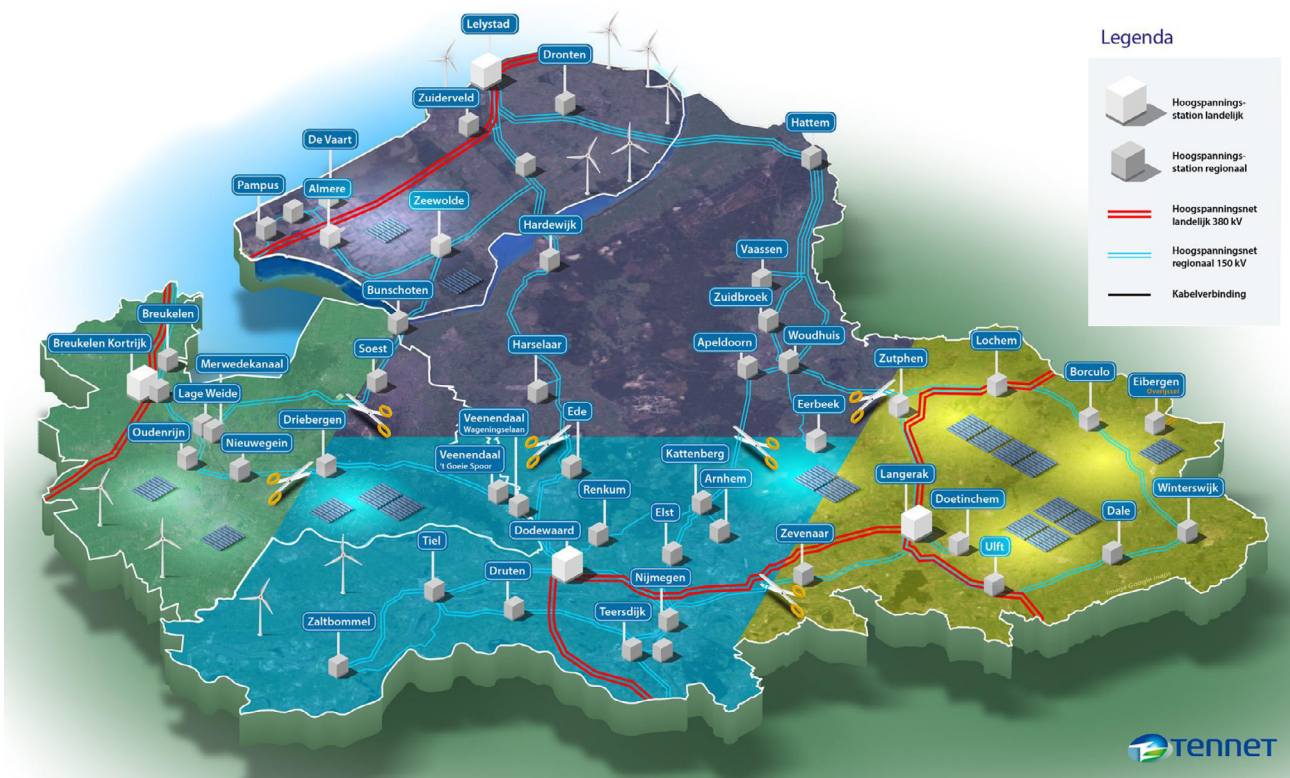 Lelystad
Dronten
Zuiderveld
De Vaart
Hattem
Pampus
Almere
Zeewolde
Hardewijk
Vaassen
Bunschoten
Zuidbroek
Breukelen
Woudhuis
Breukelen Kortrijk
Soest
Harselaar
Apeldoorn
Merwedekanaal
Zutphen
Lochem
Borculo
Eibergen
Overijssel
Lage Weide
Driebergen
Veenendaal
Wageningselaan
Ede
Eerbeek
Oudenrijn
Nieuwegein
Veenendaal
't Goeie Spoor
Kattenberg
Arnhem
Langerak
Winterswijk
Renkum
Elst
Doetinchem
Dale
Dodewaard
Zevenaar
Tiel
Ulft
Druten
Nijmegen
Teersdijk
Zaltbommel
Image Google maps
Legenda
Hoogspannings-
station landelijk
Hoogspannings-
station regionaal
Hoogspanningsnet
landelijk 380 kV
Hoogspanningsnet
regionaal 150 kV
Kabelverbinding
TENNET